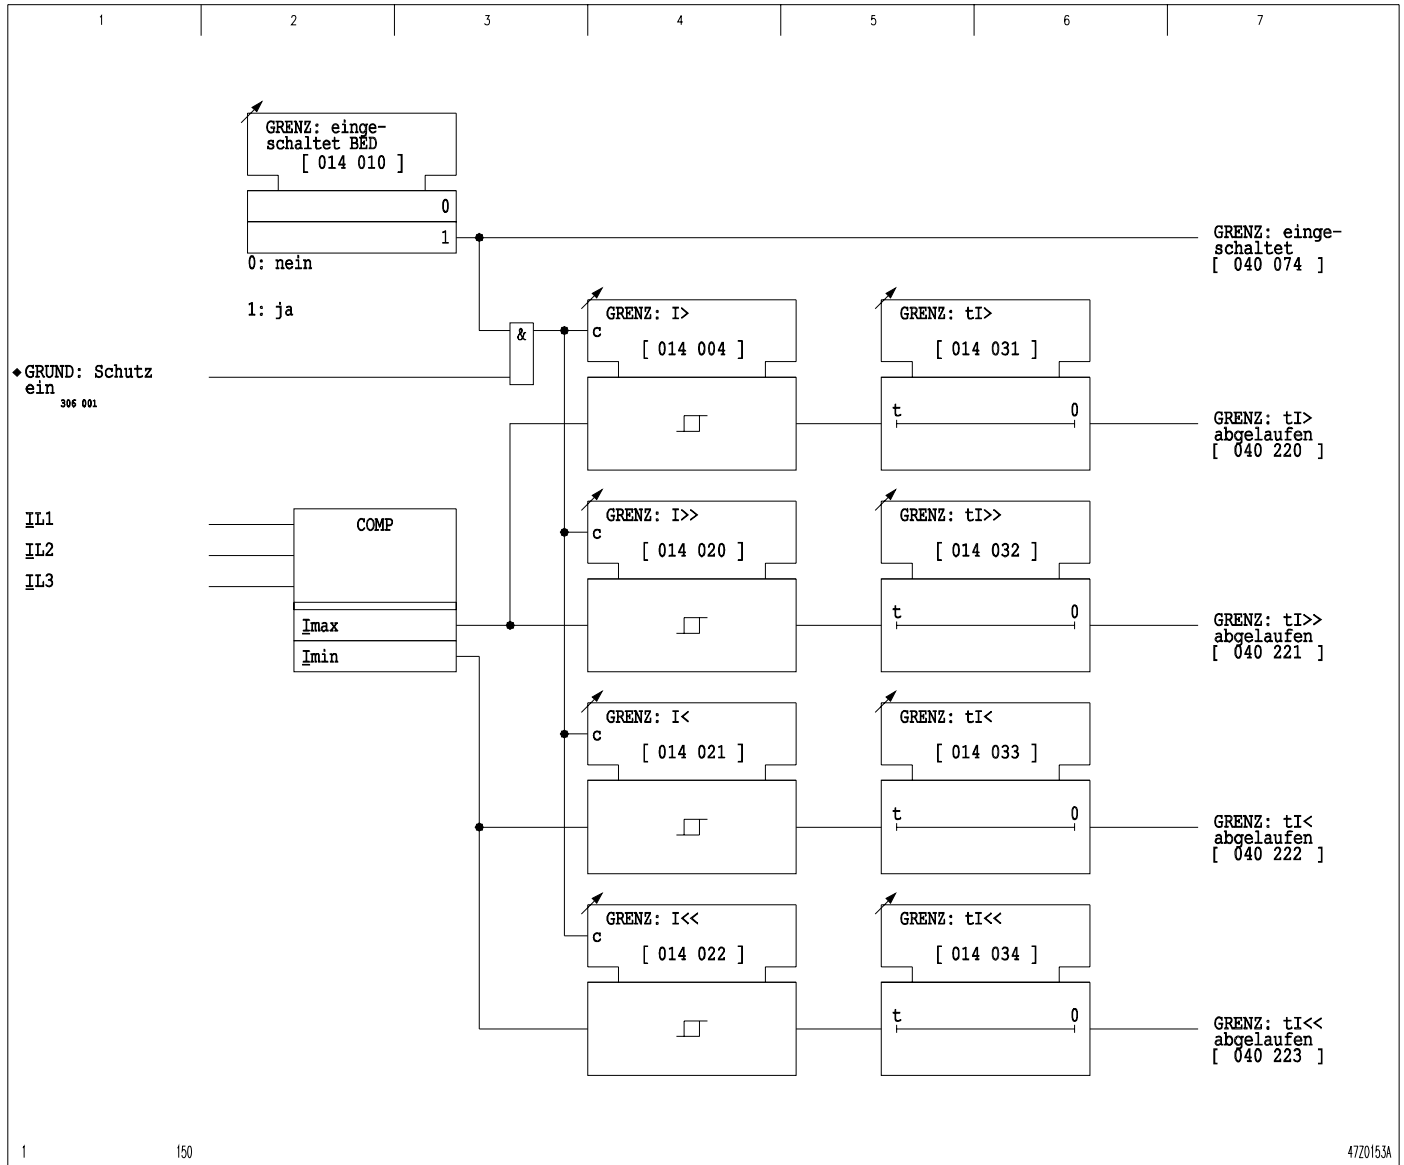 1 2 3 4 5 6 7
GRENZ: einge-
schaltet BED
[ 014 010 ]
0
1
0: nein
1: ja
GRENZ: einge-
schaltet
[ 040 074 ]
&
◆GRUND: Schutz
ein
306 001
c
GRENZ: I>
[ 014 004 ]
GRENZ: tI>
[ 014 031 ]
t 0
GRENZ: tI>
abgelaufen
[ 040 220 ]
IL1
IL2
IL3
COMP
Imax
Imin
c
GRENZ: I>>
[ 014 020 ]
GRENZ: tI>>
[ 014 032 ]
t 0
GRENZ: tI>>
abgelaufen
[ 040 221 ]
c
GRENZ: I<
[ 014 021 ]
GRENZ: tI<
[ 014 033 ]
t 0
GRENZ: tI<
abgelaufen
[ 040 222 ]
c
GRENZ: I<<
[ 014 022 ]
GRENZ: tI<<
[ 014 034 ]
t 0
GRENZ: tI<<
abgelaufen
[ 040 223 ]
1 150 47Z0153A